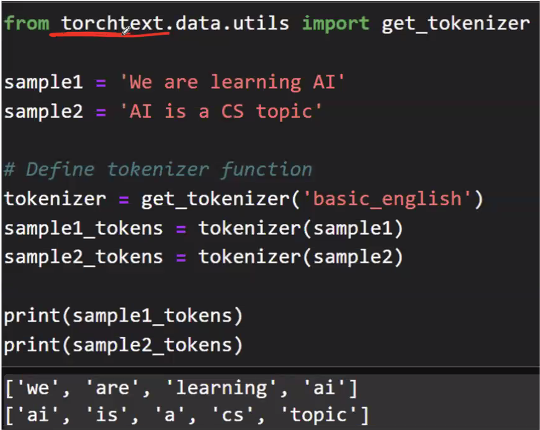 from torchtext.data.utils import get_tokenizer
sample1 = 'We are learning AI'
sample2 = 'AI is a CS topic'
# Define tokenizer function
tokenizer = get_tokenizer('basic_english')
sample1_tokens = tokenizer(sample1)
sample2_tokens = tokenizer(sample2)
print(sample1_tokens)
print(sample2_tokens)
['we', 'are', 'learning', 'ai']
['ai', 'is', 'a', 'cs', 'topic']